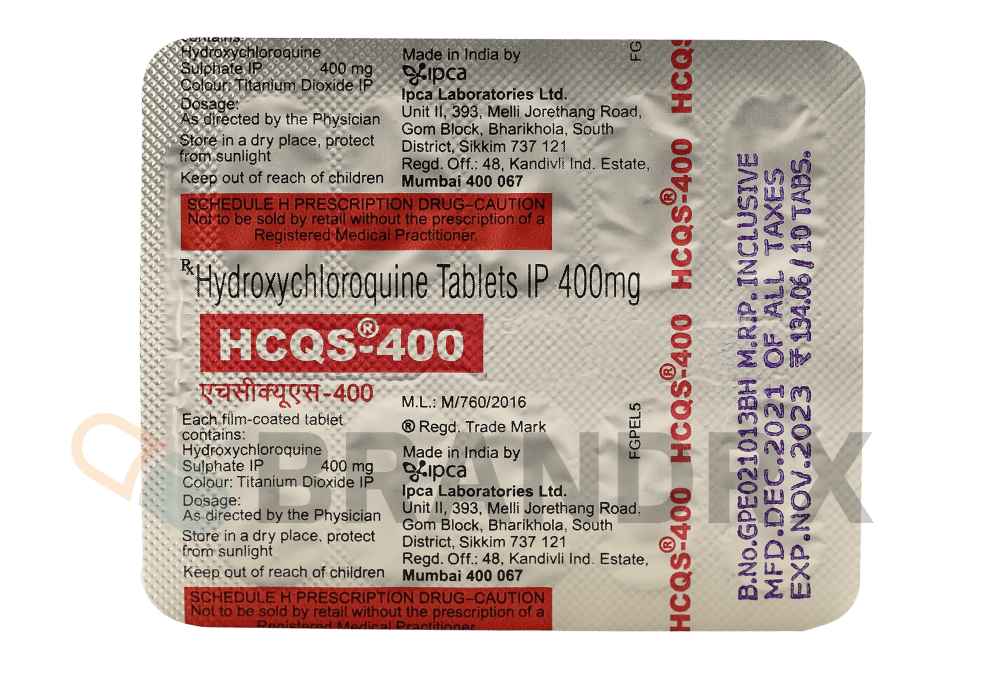 contains:
Hydroxychloroquine
Sulphate IP 400 mg
Colour: Titanium Dioxide IP
Dosage:
As directed by the Physician
Store in a dry place, protect
from sunlight
Keep out of reach of children
Made in India by
ipca
Ipca Laboratories Ltd.
Unit II, 393, Melli Jorethang Road,
Gom Block, Bharikhola, South
District, Sikkim 737 121
Regd. Off.: 48, Kandivli Ind. Estate,
Mumbai 400 067
SCHEDULE H PRESCRIPTION DRUG–CAUTION
Not to be sold by retail without the prescription of a
Registered Medical Practitioner.
Rx Hydroxychloroquine Tablets IP 400mg
HCQS®-400
एचसीक्यूएस-400
M.L.: M/760/2016
® Regd. Trade Mark
Each film-coated tablet
contains:
Hydroxychloroquine
Sulphate IP 400 mg
Colour: Titanium Dioxide IP
Dosage:
As directed by the Physician
Store in a dry place, protect
from sunlight
Keep out of reach of children
Made in India by
ipca
Ipca Laboratories Ltd.
Unit II, 393, Melli Jorethang Road,
Gom Block, Bharikhola, South
District, Sikkim 737 121
Regd. Off.: 48, Kandivli Ind. Estate,
Mumbai 400 067
SCHEDULE H PRESCRIPTION DRUG–CAUTION
Not to be sold by retail without the prescription of a
Registered Medical Practitioner
FG
FGPEL5
HCQS
HCQS®-400
HCQS®-400
HCQS®-400
B.No.GPE021013BH M.R.P. INCLUSIVE
MFD.DEC.2021 OF ALL TAXES
EXP.NOV.2023 ₹ 134.06/10 TABS.
BRANDEX